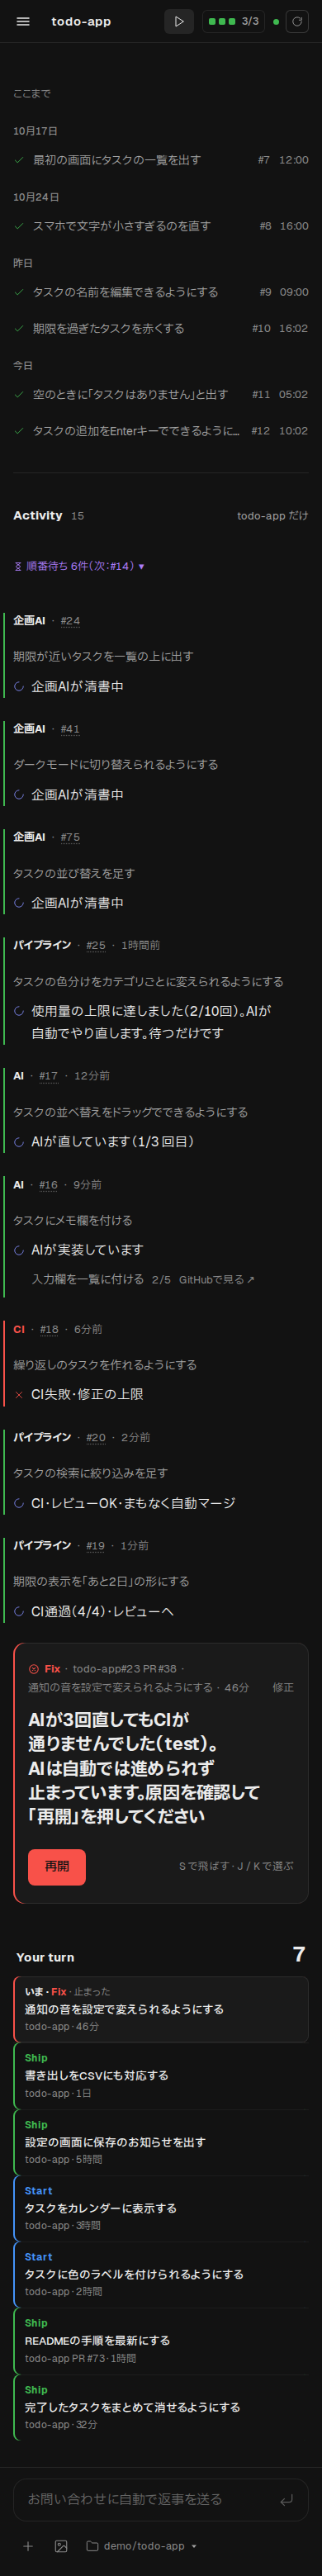 todo-app
3/3
ここまで
10月17日
最初の画面にタスクの一覧を出す #7 12:00
10月24日
スマホで文字が小さすぎるのを直す #8 16:00
昨日
タスクの名前を編集できるようにする #9 09:00
期限を過ぎたタスクを赤くする #10 16:02
今日
空のときに「タスクはありません」と出す #11 05:02
タスクの追加をEnterキーでできるように… #12 10:02
Activity 15 todo-app だけ
順番待ち 6件（次：#14）▼
企画AI · #24
期限が近いタスクを一覧の上に出す
企画AIが清書中
企画AI · #41
ダークモードに切り替えられるようにする
企画AIが清書中
企画AI · #75
タスクの並び替えを足す
企画AIが清書中
パイプライン · #25 · 1時間前
タスクの色分けをカテゴリごとに変えられるようにする
使用量の上限に達しました（2/10回）。AIが
自動でやり直します。待つだけです
AI · #17 · 12分前
タスクの並べ替えをドラッグでできるようにする
AIが直しています（1/3 回目）
AI · #16 · 9分前
タスクにメモ欄を付ける
AIが実装しています
入力欄を一覧に付ける 2/5 GitHubで見る ↗
CI · #18 · 6分前
繰り返しのタスクを作れるようにする
CI失敗・修正の上限
パイプライン · #20 · 2分前
タスクの検索に絞り込みを足す
CI・レビューOK・まもなく自動マージ
パイプライン · #19 · 1分前
期限の表示を「あと2日」の形にする
CI通過（4/4）・レビューへ
Fix · todo-app#23 PR #38 ·
通知の音を設定で変えられるようにする · 46分 修正
AIが3回直してもCIが
通りませんでした（test）。
AIは自動では進められず
止まっています。原因を確認して
「再開」を押してください
再開
S で飛ばす · J / K で選ぶ
Your turn 7
いま · Fix · 止まった
通知の音を設定で変えられるようにする
todo-app · 46分
Ship
書き出しをCSVにも対応する
todo-app · 1日
Ship
設定の画面に保存のお知らせを出す
todo-app · 5時間
Start
タスクをカレンダーに表示する
todo-app · 3時間
Start
タスクに色のラベルを付けられるようにする
todo-app · 2時間
Ship
READMEの手順を最新にする
todo-app PR #73 · 1時間
Ship
完了したタスクをまとめて消せるようにする
todo-app · 32分
お問い合わせに自動で返事を送る
demo/todo-app ▾